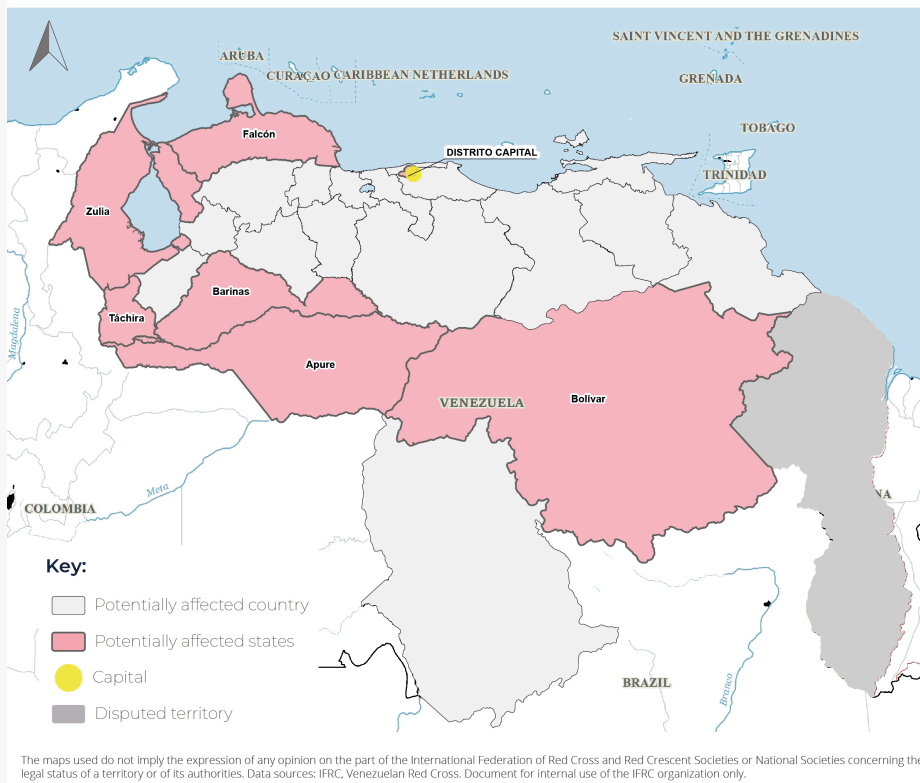 SAINT VINCENT AND THE GRENADINES
ARUBA
CURAÇAO
CARIBBEAN NETHERLANDS
GRENADA
TOBAGO
Falcón
DISTRITO CAPITAL
TRINIDAD
Zulia
Barinas
Táchira
Magdalena
Apure
Bolívar
VENEZUELA
Meta
COLOMBIA
NA
Key:
Potentially affected country
Potentially affected states
Capital
Disputed territory
BRAZIL
Branco
The maps used do not imply the expression of any opinion on the part of the International Federation of Red Cross and Red Crescent Societies or National Societies concerning th
legal status of a territory or of its authorities. Data sources: IFRC, Venezuelan Red Cross. Document for internal use of the IFRC organization only.